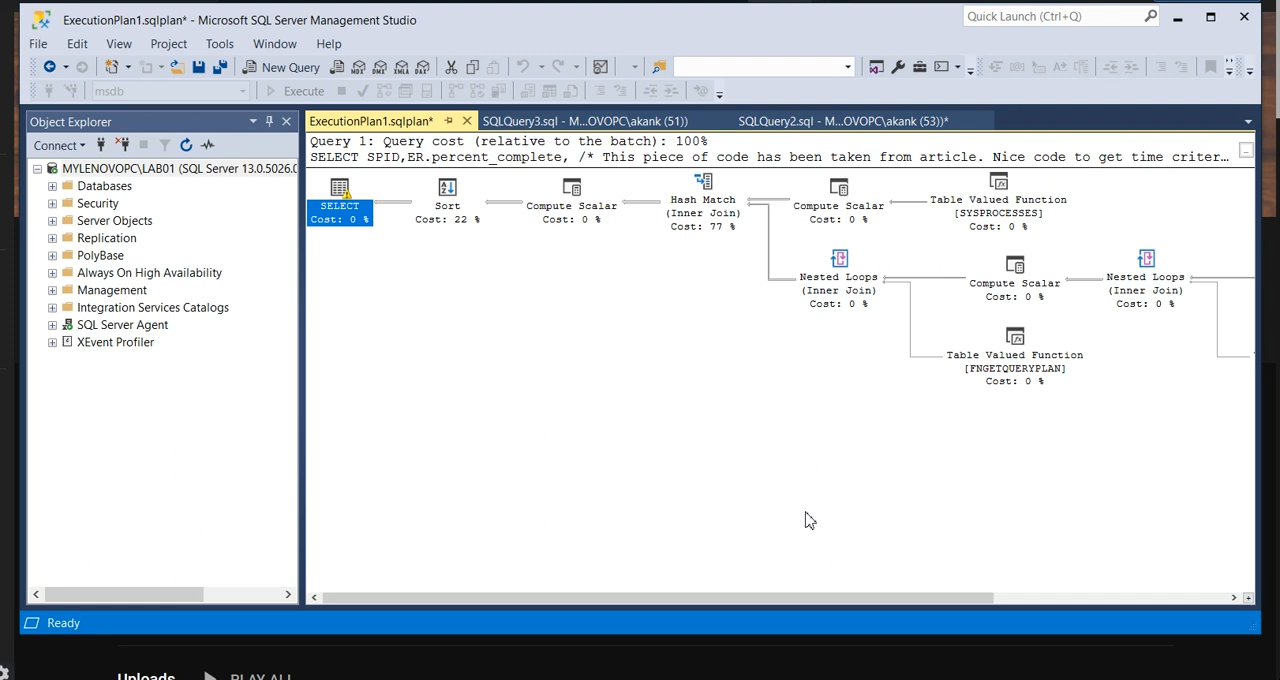 ExecutionPlan1.sqlplan* - Microsoft SQL Server Management Studio
Quick Launch (Ctrl+Q)
File Edit View Project Tools Window Help
New Query MDX DMX XMLA DAX
msdb Execute
Object Explorer
ExecutionPlan1.sqlplan* SQLQuery3.sql - M...OVOPC\akank (51)) SQLQuery2.sql - M...OVOPC\akank (53))*
Connect
MYLENOVOPC\LAB01 (SQL Server 13.0.5026.0
Databases
Security
Server Objects
Replication
PolyBase
Always On High Availability
Management
Integration Services Catalogs
SQL Server Agent
XEvent Profiler
Query 1: Query cost (relative to the batch): 100%
SELECT SPID,ER.percent_complete, /* This piece of code has been taken from article. Nice code to get time criter...
SELECT
Cost: 0 %
Sort
Cost: 22 %
Compute Scalar
Cost: 0 %
Hash Match
(Inner Join)
Cost: 77 %
Compute Scalar
Cost: 0 %
Table Valued Function
[SYSPROCESSES]
Cost: 0 %
Nested Loops
(Inner Join)
Cost: 0 %
Compute Scalar
Cost: 0 %
Nested Loops
(Inner Join)
Cost: 0 %
Table Valued Function
[FNGETQUERYPLAN]
Cost: 0 %
Ready
Uploads PLAY ALL